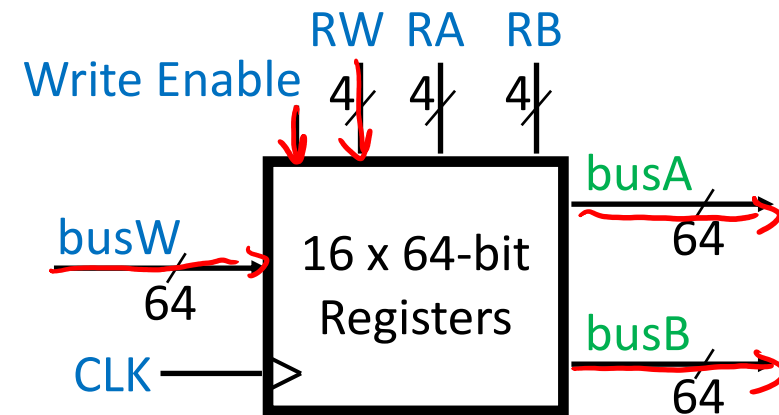 RW RA RB
Write Enable
4 4 4
busA
64
busW
64
16 x 64-bit
Registers
busB
64
CLK